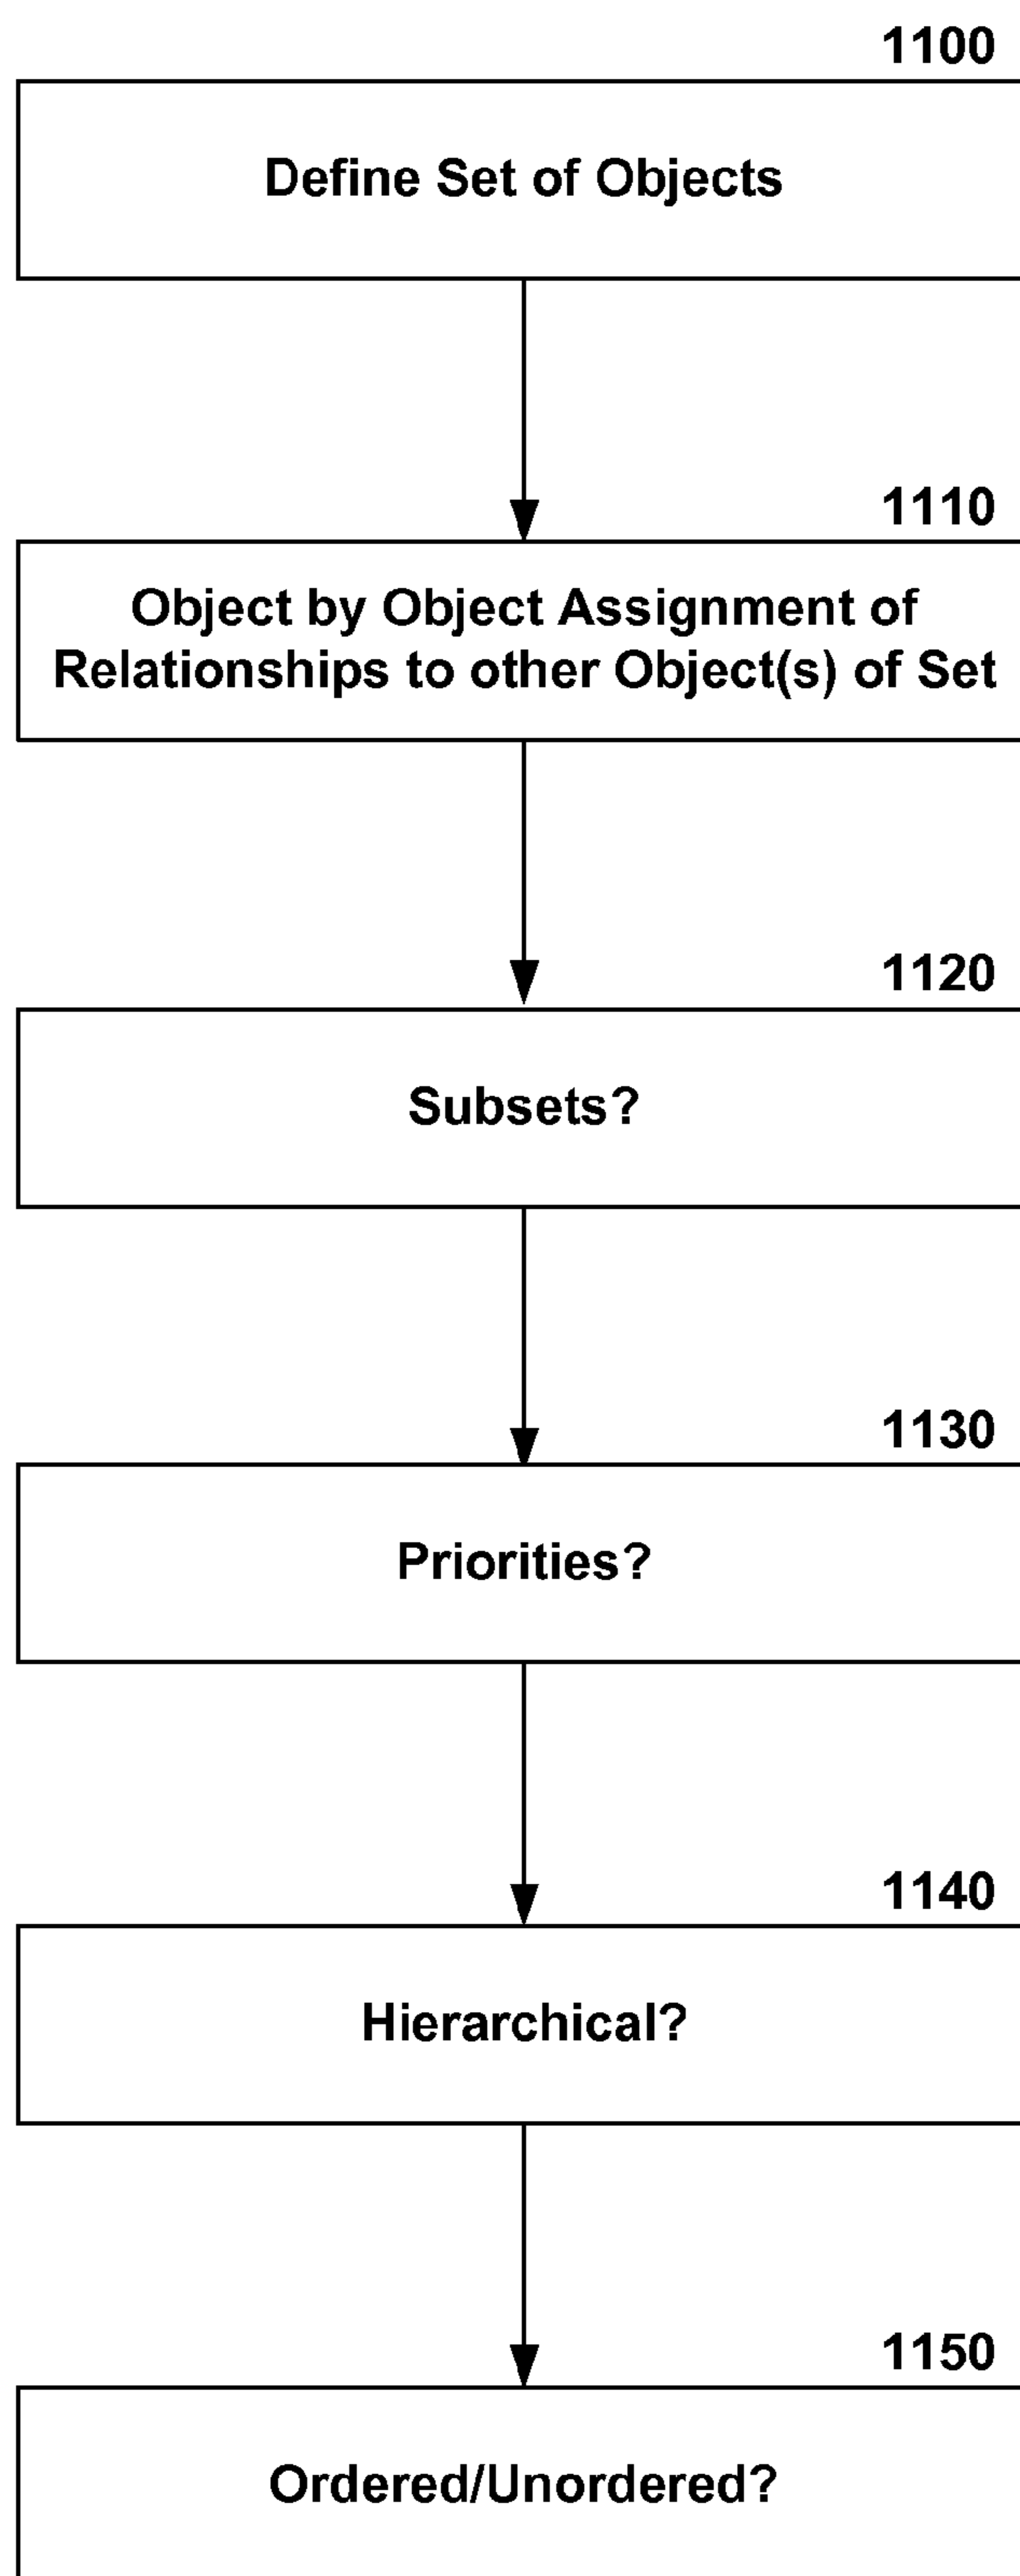 1100
Define Set of Objects
1110
Object by Object Assignment of
Relationships to other Object(s) of Set
1120
Subsets?
1130
Priorities?
1140
Hierarchical?
1150
Ordered/Unordered?